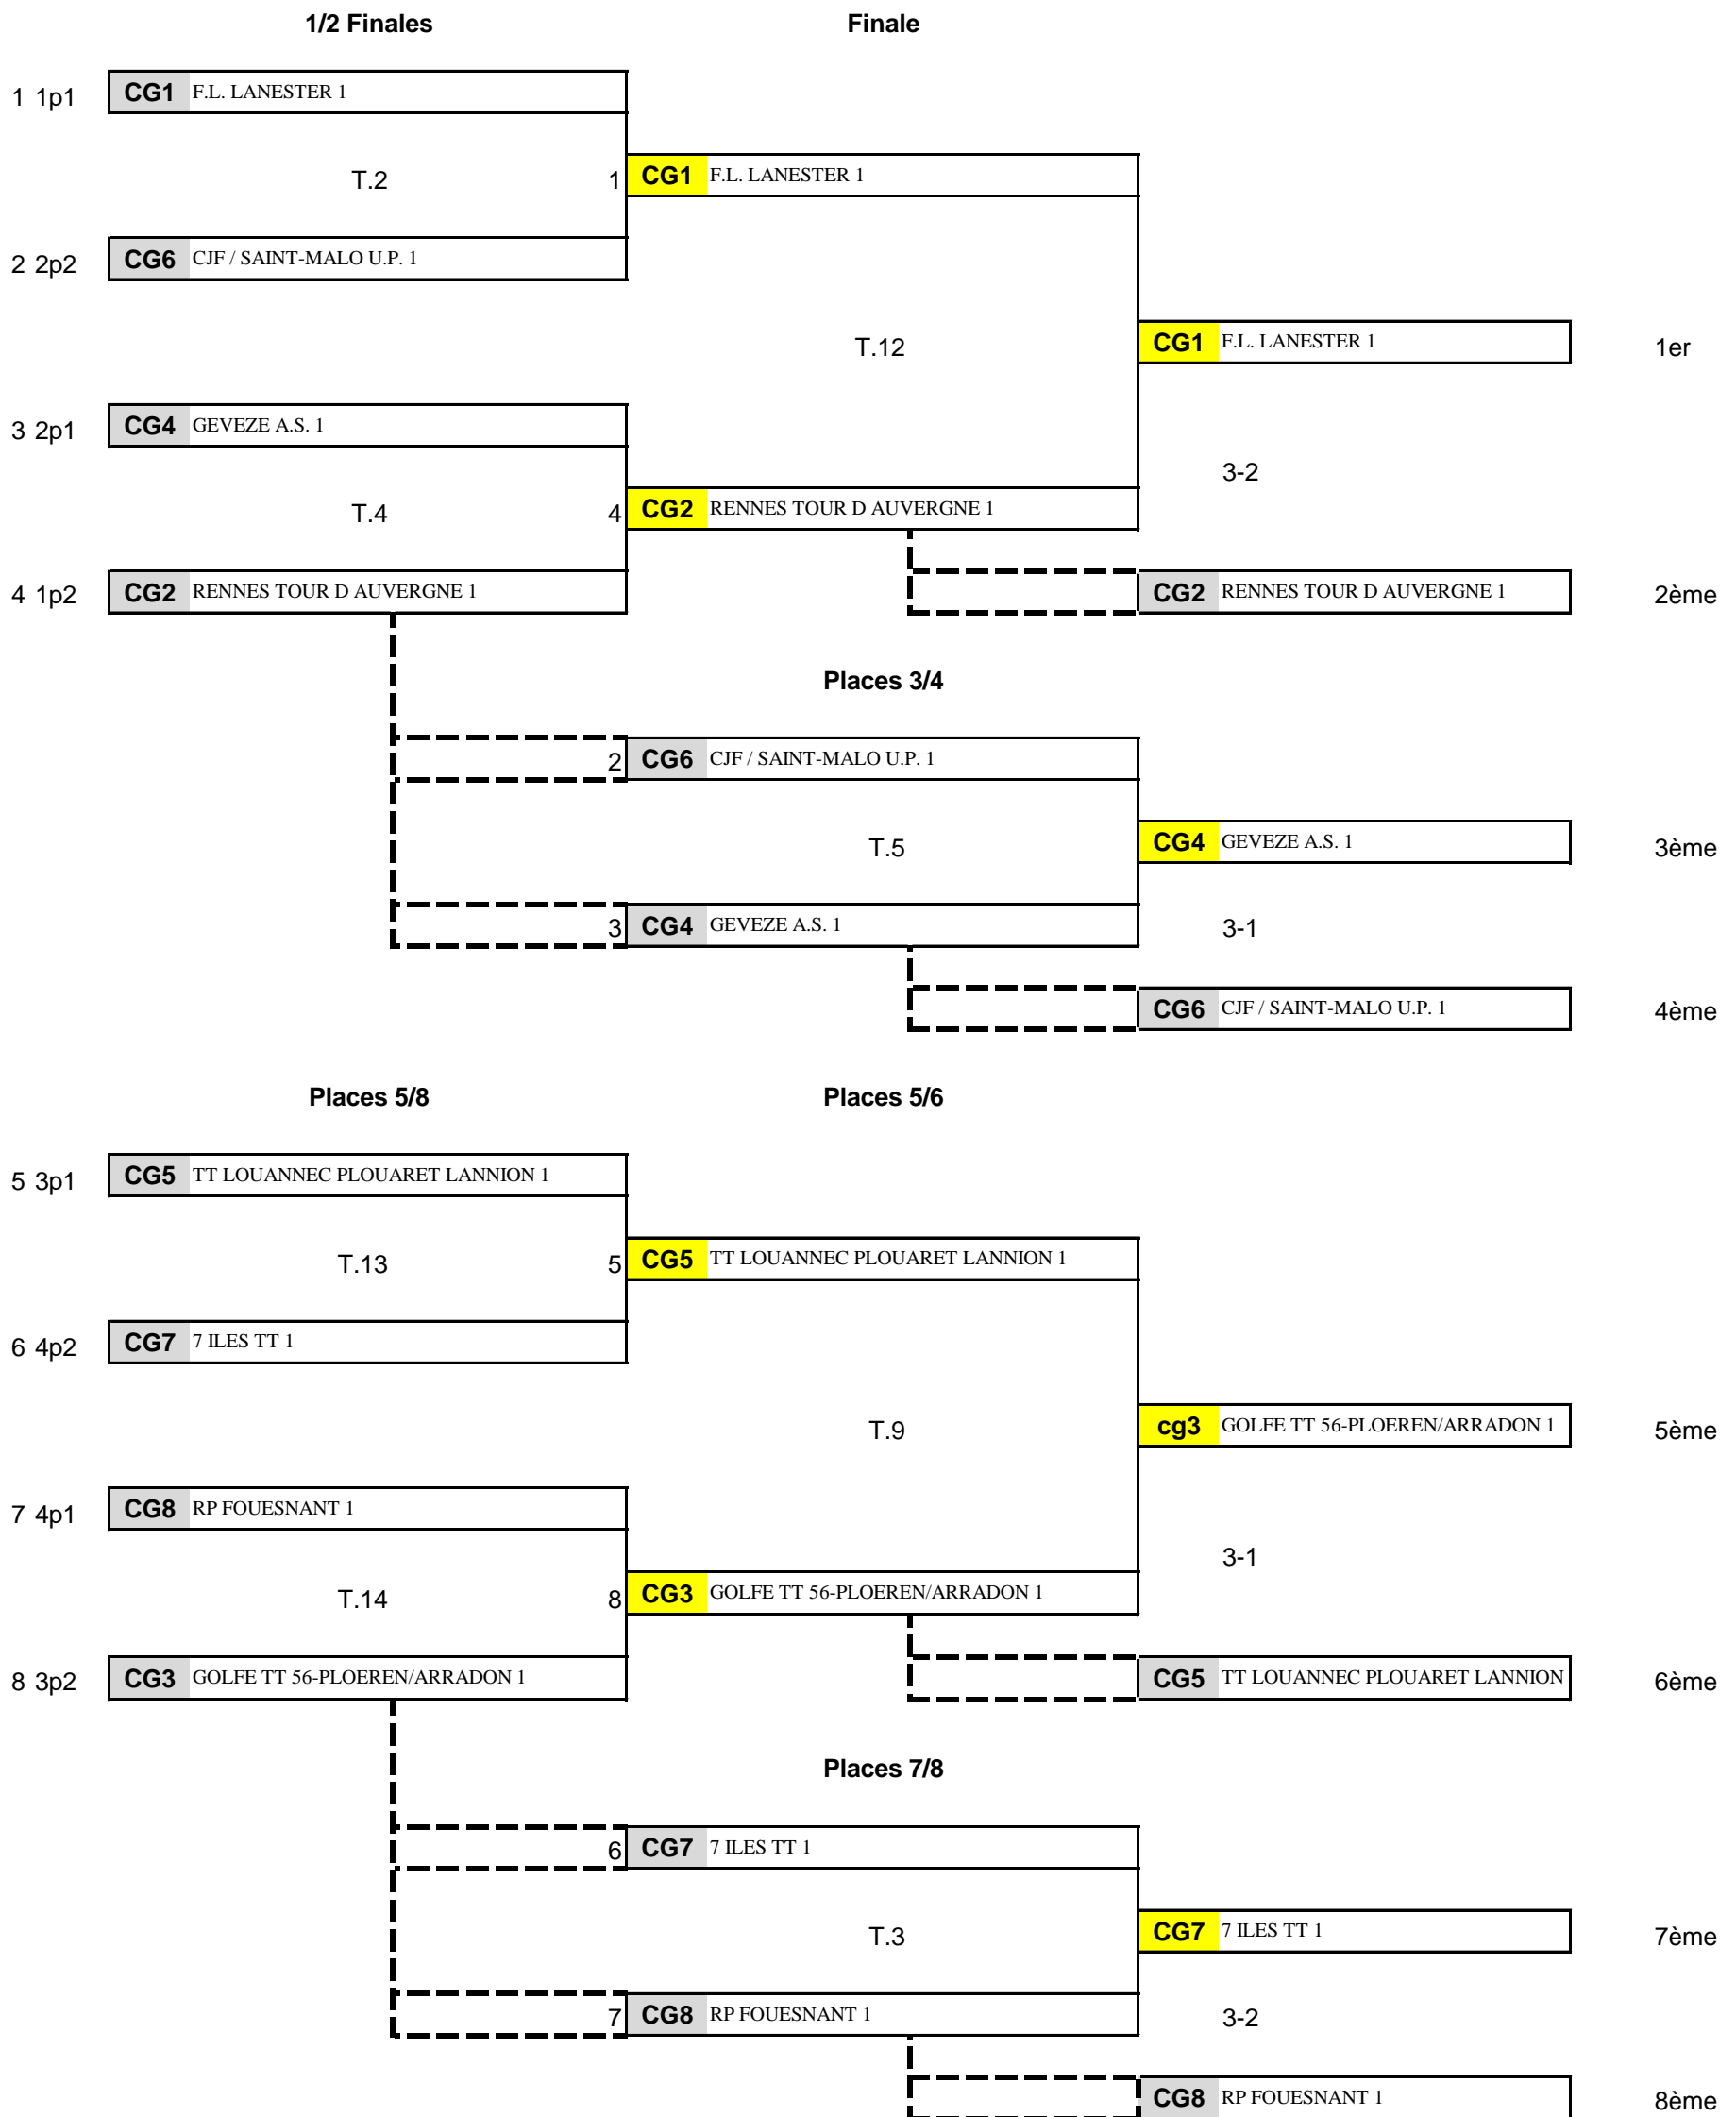 1/2 Finales Finale
1 1p1 CG1 F.L. LANESTER 1
T.2 1 CG1 F.L. LANESTER 1
2 2p2 CG6 CJF / SAINT-MALO U.P. 1
T.12 CG1 F.L. LANESTER 1 1er
3 2p1 CG4 GEVEZE A.S. 1
3-2
T.4 4 CG2 RENNES TOUR D AUVERGNE 1
4 1p2 CG2 RENNES TOUR D AUVERGNE 1 CG2 RENNES TOUR D AUVERGNE 1 2ème
Places 3/4
2 CG6 CJF / SAINT-MALO U.P. 1
T.5 CG4 GEVEZE A.S. 1 3ème
3 CG4 GEVEZE A.S. 1 3-1
CG6 CJF / SAINT-MALO U.P. 1 4ème
Places 5/8 Places 5/6
5 3p1 CG5 TT LOUANNEC PLOUARET LANNION 1
T.13 5 CG5 TT LOUANNEC PLOUARET LANNION 1
6 4p2 CG7 7 ILES TT 1
T.9 cg3 GOLFE TT 56-PLOEREN/ARRADON 1 5ème
7 4p1 CG8 RP FOUESNANT 1
3-1
T.14 8 CG3 GOLFE TT 56-PLOEREN/ARRADON 1
8 3p2 CG3 GOLFE TT 56-PLOEREN/ARRADON 1 CG5 TT LOUANNEC PLOUARET LANNION 6ème
Places 7/8
6 CG7 7 ILES TT 1
T.3 CG7 7 ILES TT 1 7ème
7 CG8 RP FOUESNANT 1 3-2
CG8 RP FOUESNANT 1 8ème